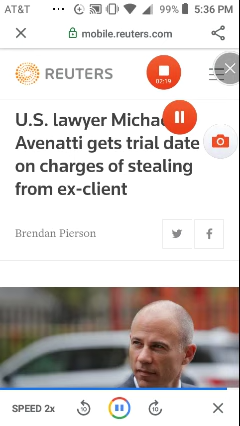 AT&T ... 99% 5:36 PM
mobile.reuters.com
REUTERS
07:19
U.S. lawyer Michae
Avenatti gets trial date
on charges of stealing
from ex-client
Brendan Pierson
SPEED 2x 10 10